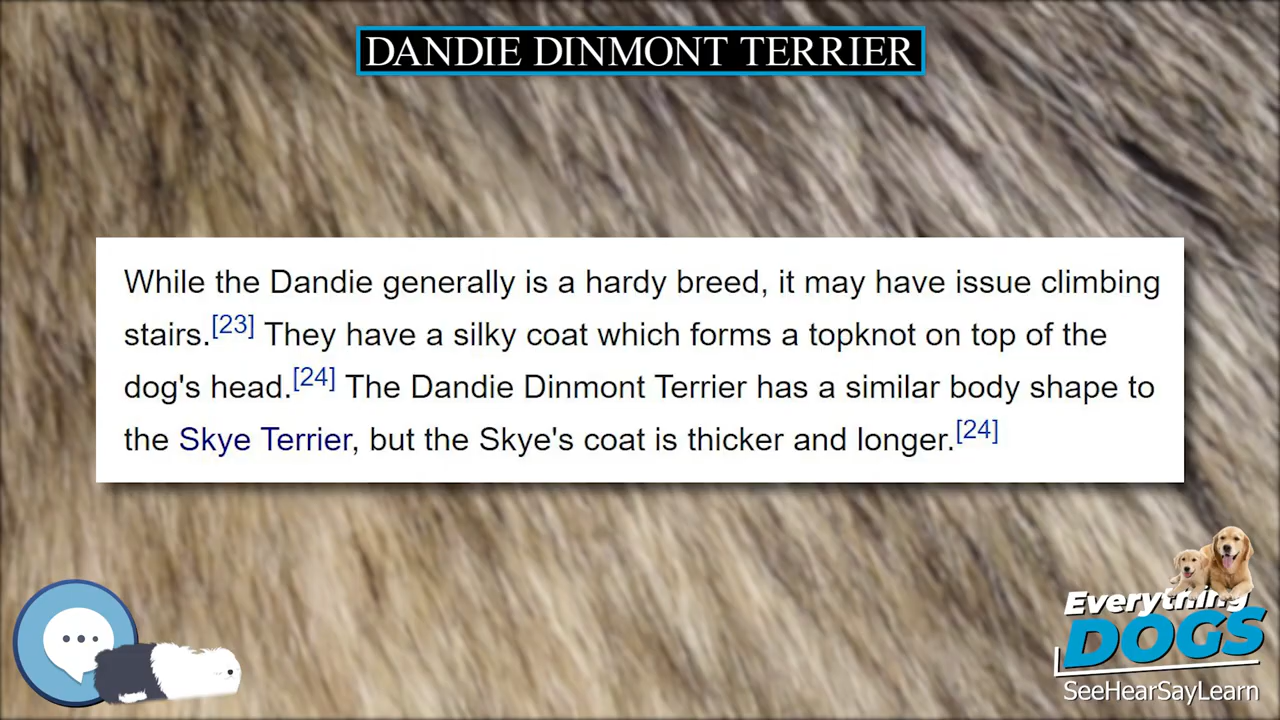 DANDIE DINMONT TERRIER
While the Dandie generally is a hardy breed, it may have issue climbing
stairs.[23] They have a silky coat which forms a topknot on top of the
dog's head.[24] The Dandie Dinmont Terrier has a similar body shape to
the Skye Terrier, but the Skye's coat is thicker and longer.[24]
Everything
DOGS
SeeHearSayLearn